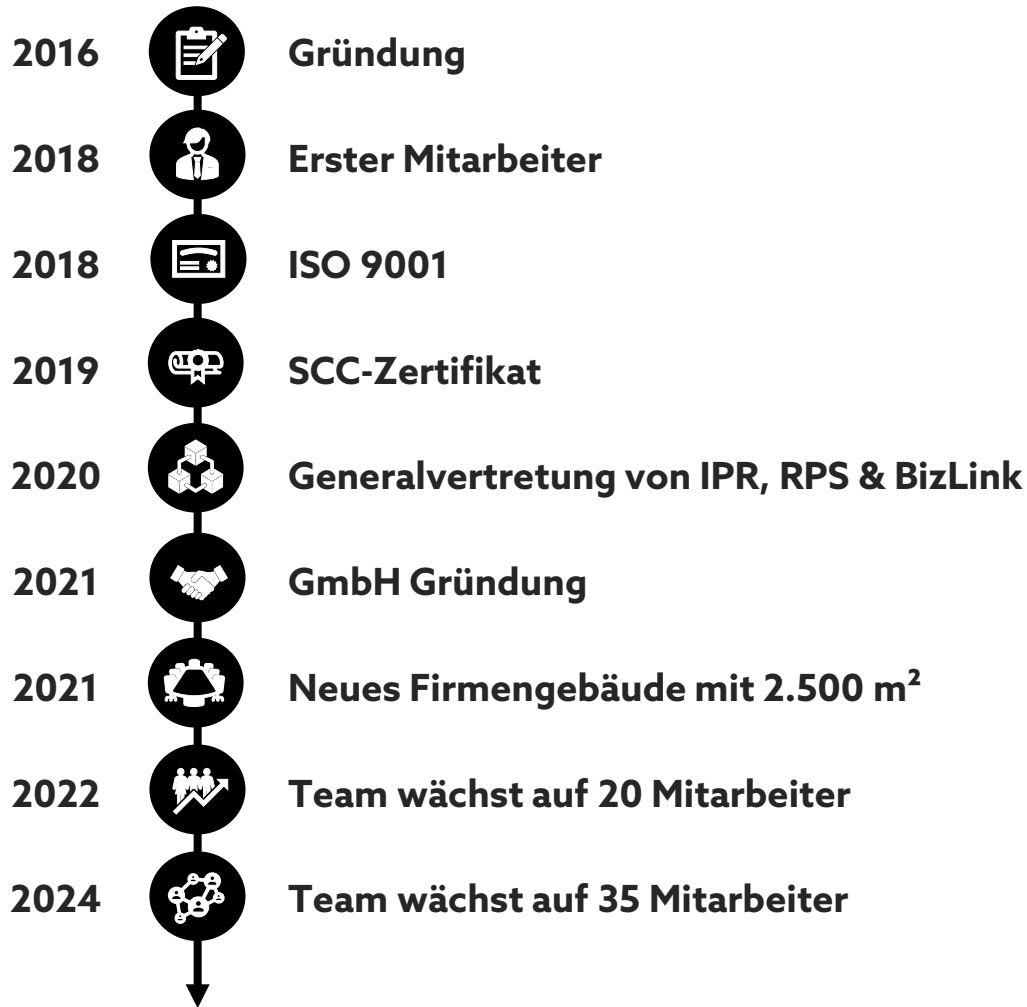 2016 Gründung
2018 Erster Mitarbeiter
2018 ISO 9001
2019 SCC-Zertifikat
2020 Generalvertretung von IPR, RPS & BizLink
2021 GmbH Gründung
2021 Neues Firmengebäude mit 2.500 m²
2022 Team wächst auf 20 Mitarbeiter
2024 Team wächst auf 35 Mitarbeiter